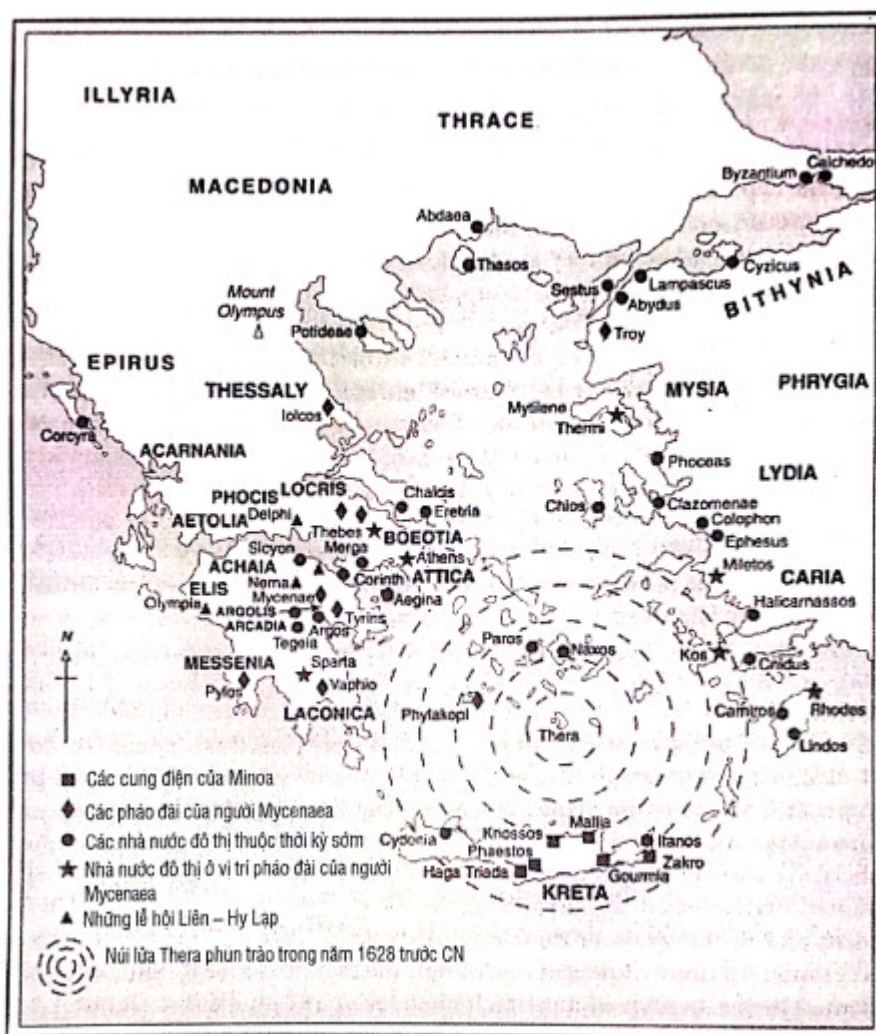 ILLYRIA
THRACE
MACEDONIA
Byzantium
Calchedo
Abdaea
Thasos
Cyzicus
Sestus
Lampascus
Abydus
BITHYNIA
Mount
Olympus
Potideae
Troy
EPIRUS
THESSALY
MYSIA
PHRYGIA
Iolcos
Mytilene
Thermi
Corcyra
ACARNANIA
Phoceas
LYDIA
PHOCIS
LOCRIS
Chalcis
Eretria
Chios
Clazomenae
Colophon
Ephesus
AETOLIA
Delphi
Thebes
BOEOTIA
Sicyon
Merga
Athens
Miletos
ACHAIA
ATTICA
CARIA
ELIS
Nema
Corinth
Aegina
Halicarnassos
Olympia
Mycenae
ARGOLIS
Tyrins
ARCADIA
Argos
Tegeia
Paros
Naxos
Kos
Cnidus
MESSENIA
Sparta
Pylos
Vaphio
LACONICA
Phylakopi
Thera
Camiros
Rhodes
Lindos
N
Cydonia
Knossos
Mallia
Itanos
Phaestos
Zakro
Haga Triada
Gournia
KRETA
Các cung điện của Minoa
Các pháo đài của người Mycenaea
Các nhà nước đô thị thuộc thời kỳ sớm
Nhà nước đô thị ở vị trí pháo đài của người
Mycenaea
Những lễ hội Liên – Hy Lạp
Núi lửa Thera phun trào trong năm 1628 trước CN